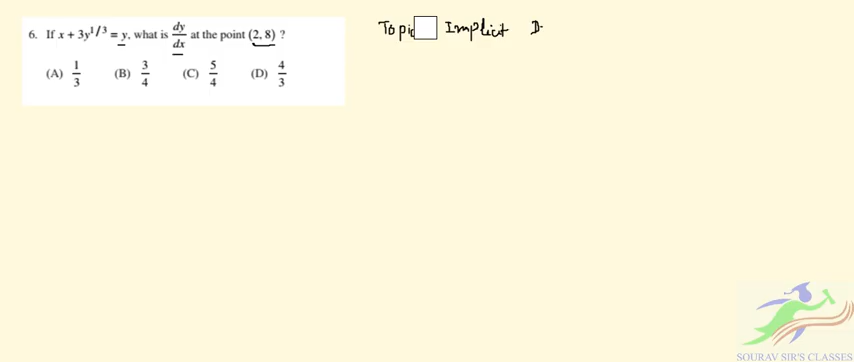 6. If x + 3y^1/3 = y, what is dy/dx at the point (2, 8) ?
(A) 1/3 (B) 3/4 (C) 5/4 (D) 4/3
Topic Implicit D
SOURAV SIR'S CLASSES